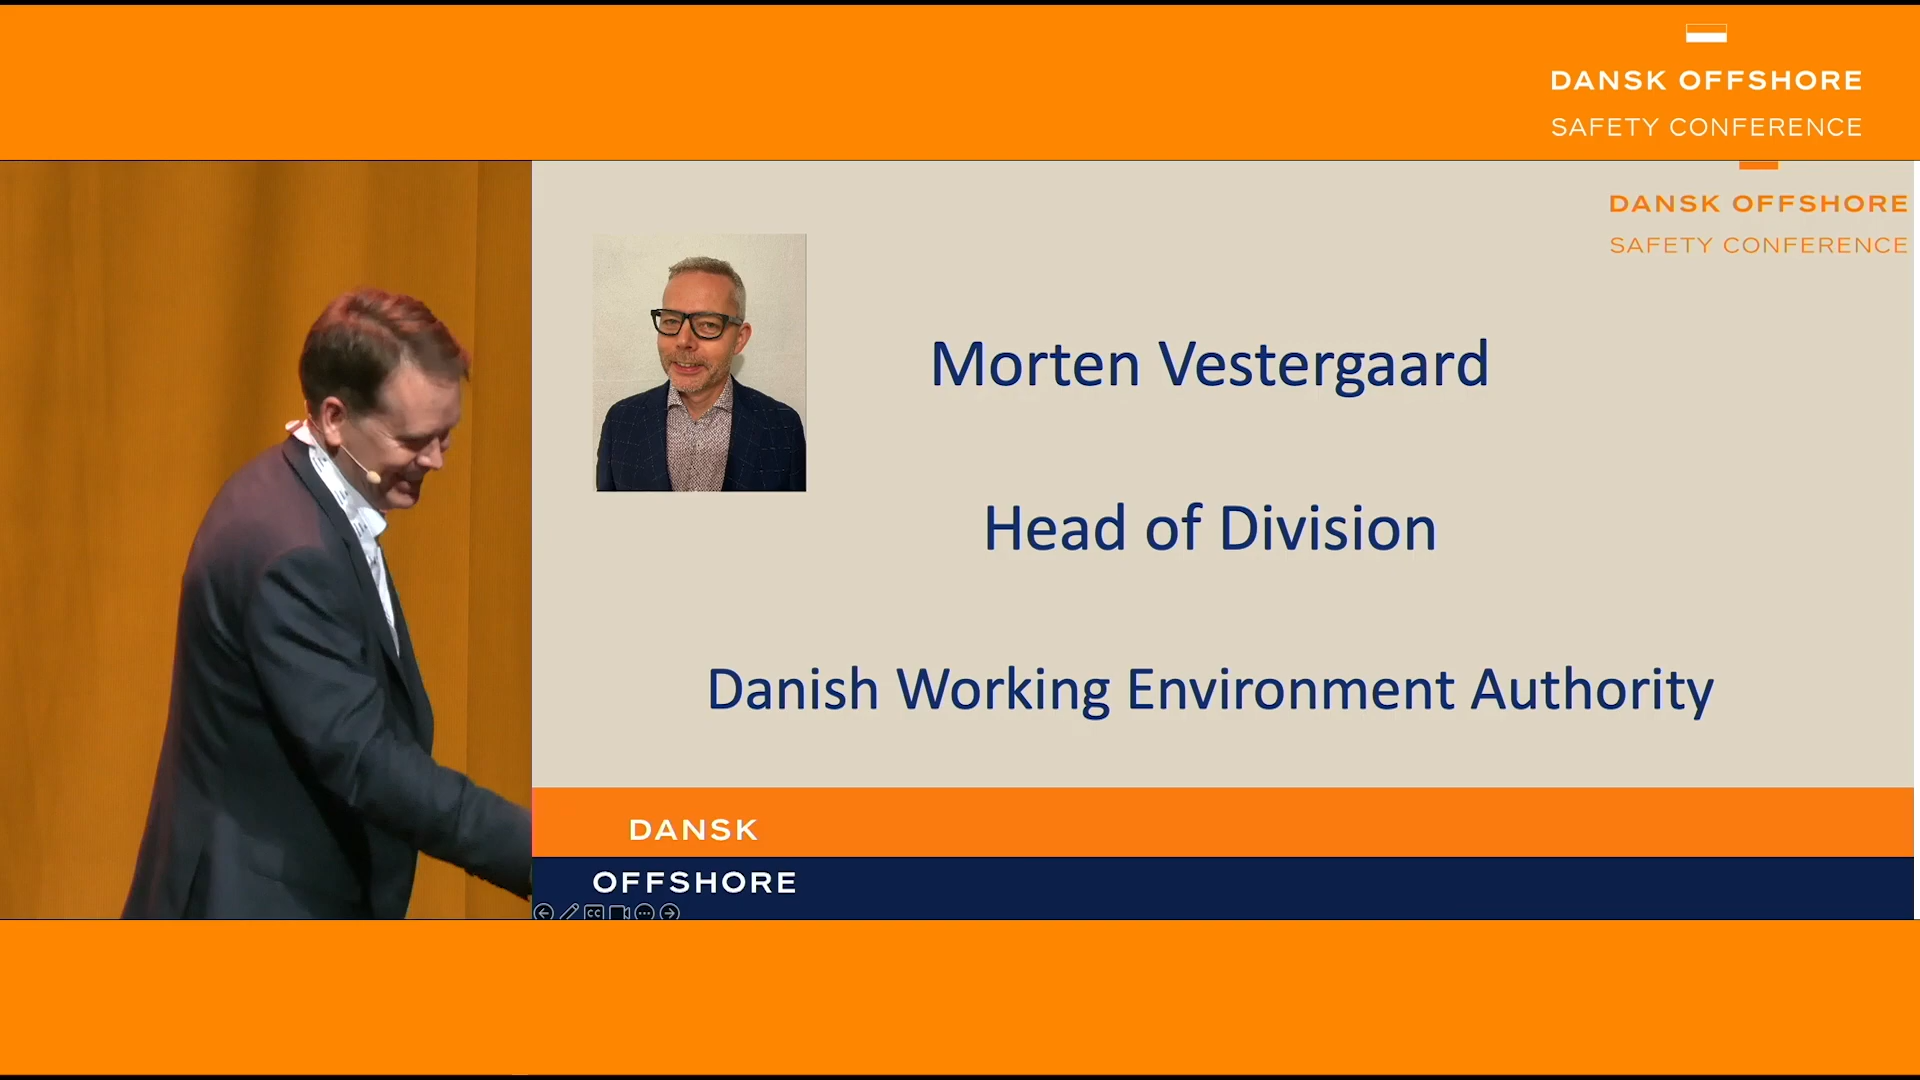 DANSK OFFSHORE
SAFETY CONFERENCE
DANSK OFFSHORE
SAFETY CONFERENCE
Morten Vestergaard
Head of Division
Danish Working Environment Authority
DANSK
OFFSHORE
CC